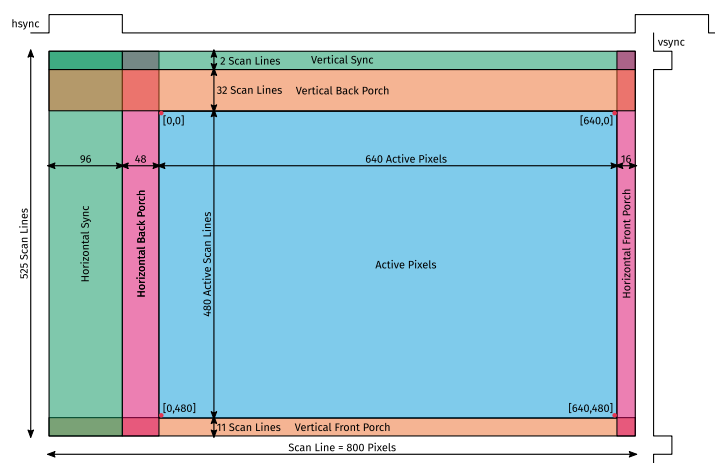 hsync
vsync
2 Scan Lines Vertical Sync
32 Scan Lines Vertical Back Porch
[0,0] [640,0]
96 48 640 Active Pixels 16
525 Scan Lines
Horizontal Sync
Horizontal Back Porch
480 Active Scan Lines
Active Pixels
Horizontal Front Porch
[0,480] [640,480]
11 Scan Lines Vertical Front Porch
Scan Line = 800 Pixels